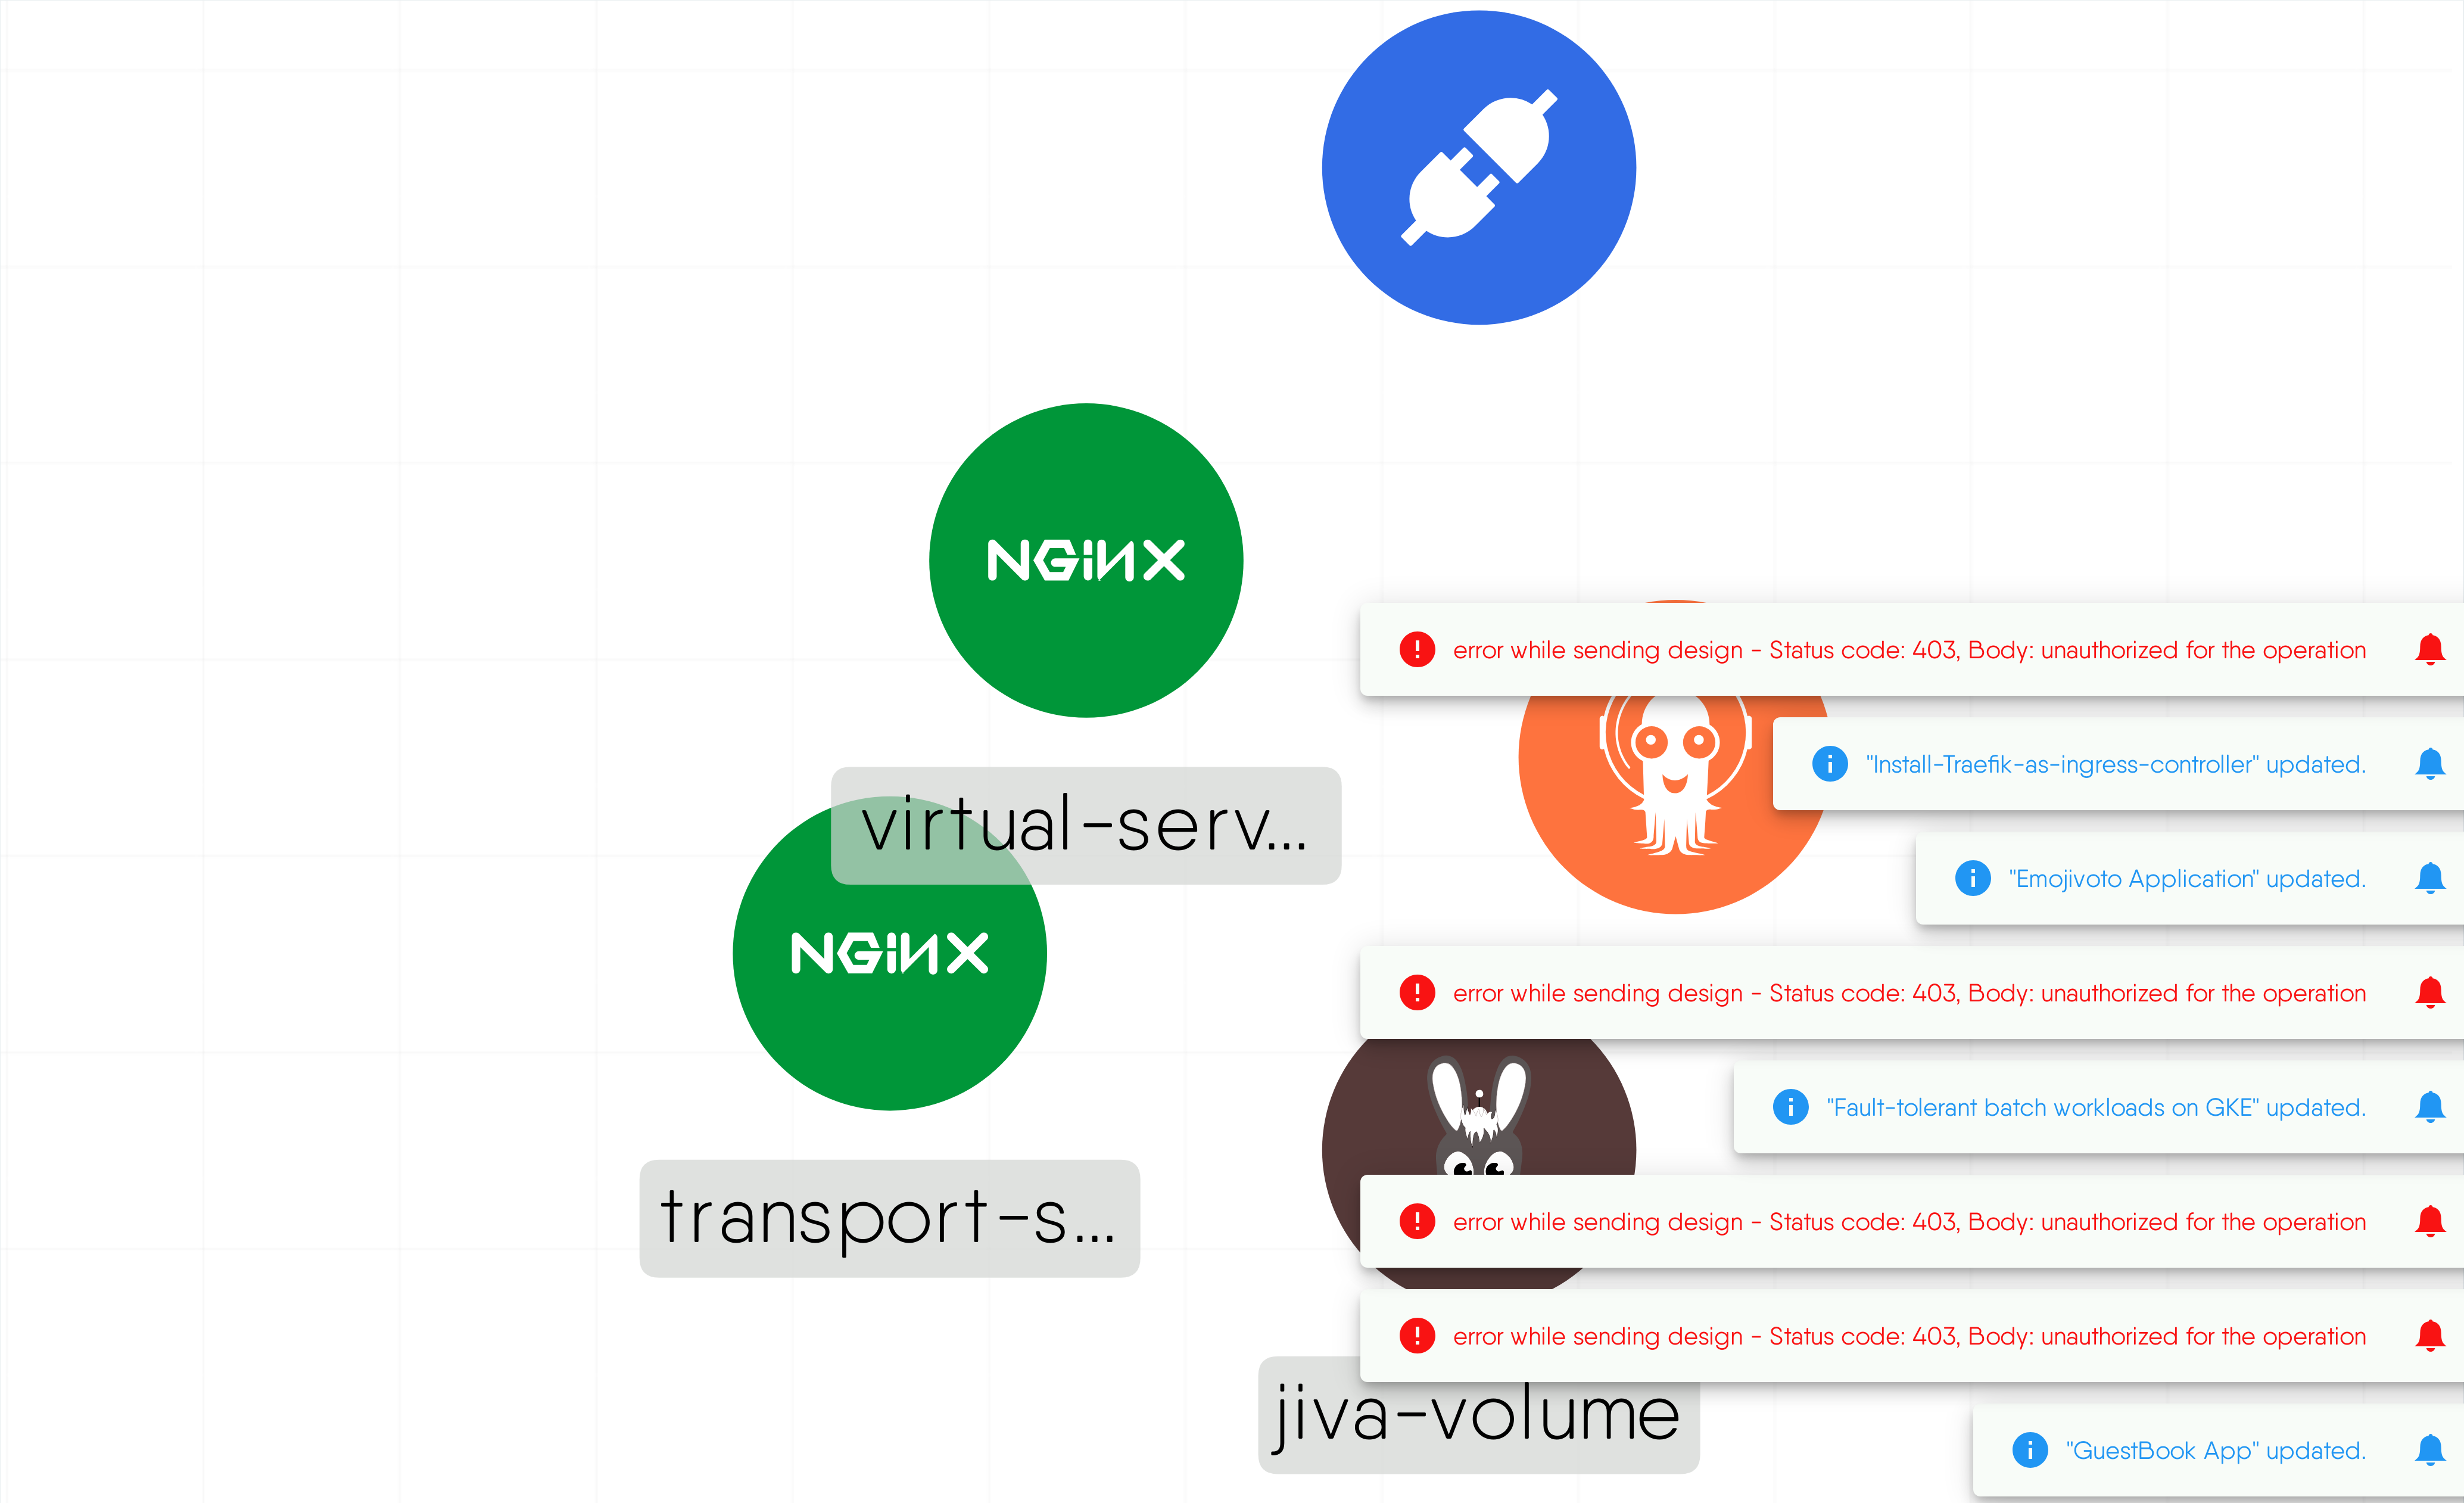 NGINX
error while sending design - Status code: 403, Body: unauthorized for the operation
"Install-Traefik-as-ingress-controller" updated.
virtual-serv...
"Emojivoto Application" updated.
NGINX
error while sending design - Status code: 403, Body: unauthorized for the operation
"Fault-tolerant batch workloads on GKE" updated.
transport-s...
error while sending design - Status code: 403, Body: unauthorized for the operation
error while sending design - Status code: 403, Body: unauthorized for the operation
jiva-volume
"GuestBook App" updated.